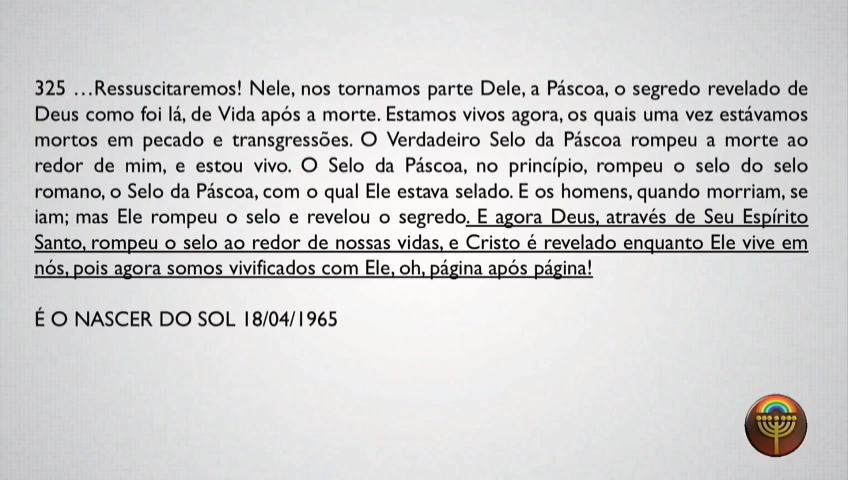 325 ...Ressuscitaremos! Nele, nos tornamos parte Dele, a Páscoa, o segredo revelado de
Deus como foi lá, de Vida após a morte. Estamos vivos agora, os quais uma vez estávamos
mortos em pecado e transgressões. O Verdadeiro Selo da Páscoa rompeu a morte ao
redor de mim, e estou vivo. O Selo da Páscoa, no princípio, rompeu o selo do selo
romano, o Selo da Páscoa, com o qual Ele estava selado. E os homens, quando morriam, se
iam; mas Ele rompeu o selo e revelou o segredo. E agora Deus, através de Seu Espírito
Santo, rompeu o selo ao redor de nossas vidas, e Cristo é revelado enquanto Ele vive em
nós, pois agora somos vivificados com Ele, oh, página após página!
É O NASCER DO SOL 18/04/1965